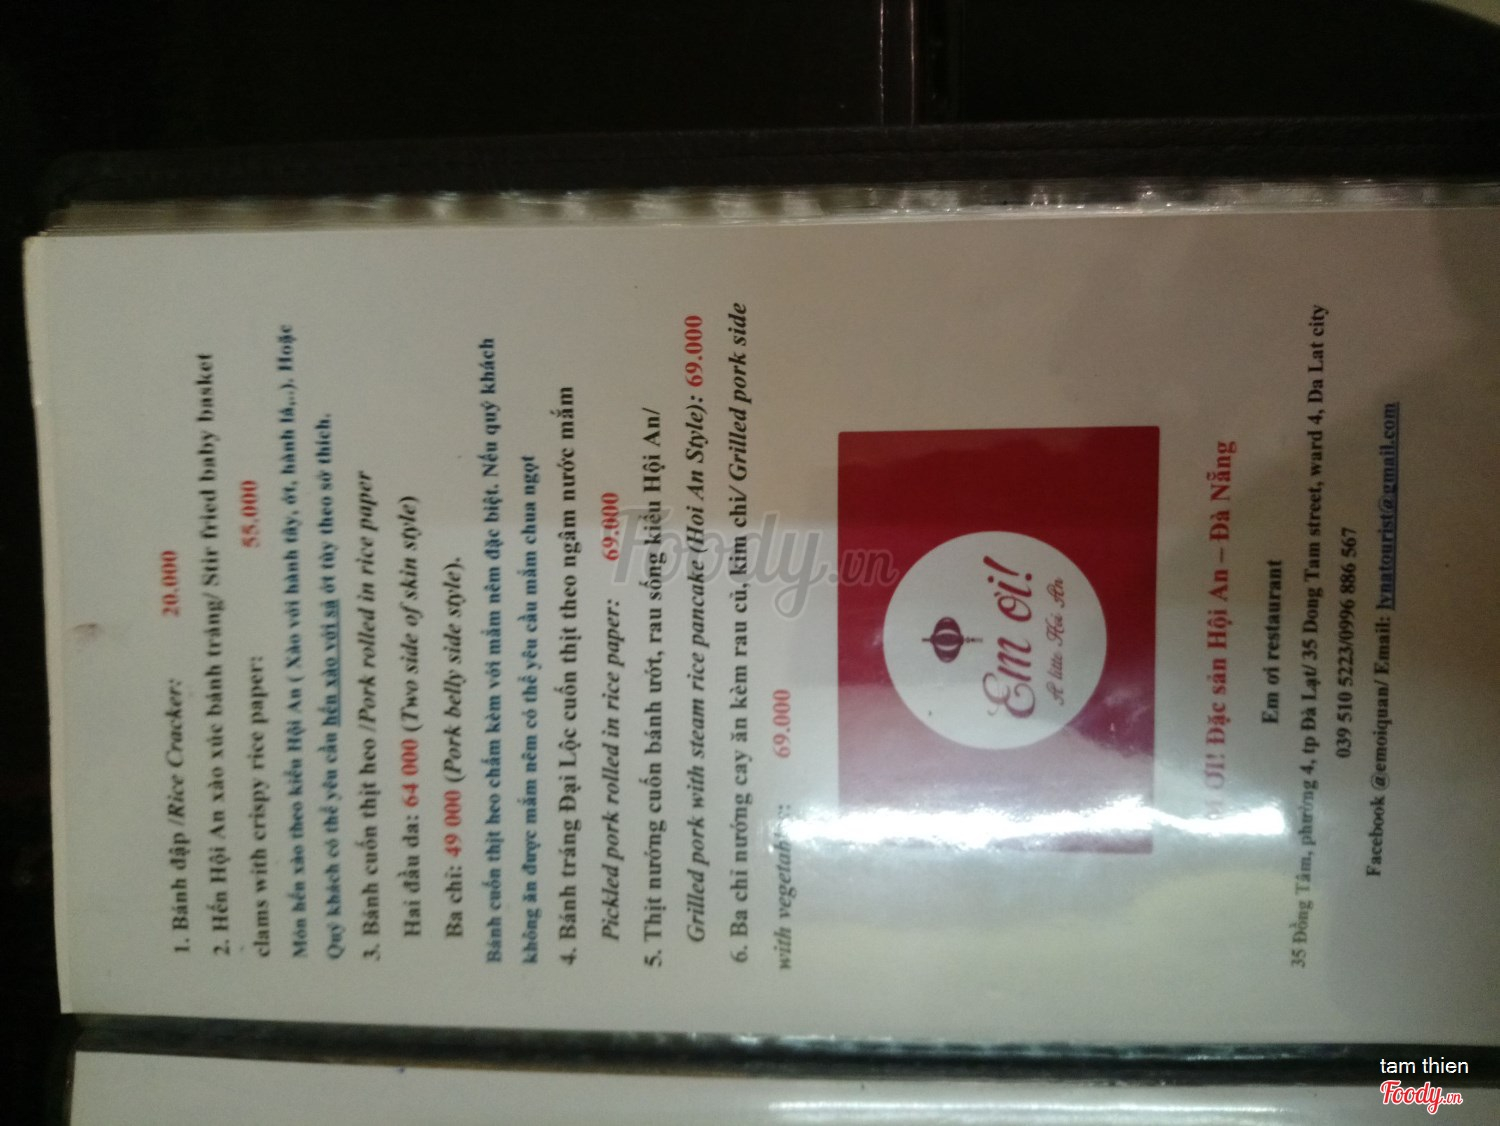 1. Bánh đập /Rice Cracker: 20.000
2. Hến Hội An xào xúc bánh tráng/ Stir fried baby basket
clams with crispy rice paper: 55.000
Món hến xào theo kiểu Hội An ( Xào với hành tây, ớt, hành lá,..). Hoặc
Quý khách có thể yêu cầu hến xào với sả ớt tùy theo sở thích.
3. Bánh cuốn thịt heo /Pork rolled in rice paper
Hai đầu da: 64 000 (Two side of skin style)
Ba chỉ: 49 000 (Pork belly side style),
Bánh cuốn thịt heo chấm kèm với mắm nêm đặc biệt. Nếu quý khách
không ăn được mắm nêm có thể yêu cầu mắm chua ngọt
4. Bánh tráng Đại Lộc cuốn thịt theo ngâm nước mắm
Pickled pork rolled in rice paper: 69.000
5. Thịt nướng cuốn bánh ướt, rau sống kiểu Hội An/
Grilled pork with steam rice pancake (Hoi An Style): 69.000
6. Ba chỉ nướng cay ăn kèm rau củ, kim chi/ Grilled pork side
with 69.000
Em ơi!
A little Hoi An
ƠI! Đặc sản Hội An – Đà Nẵng
Em ơi restaurant
35 Đồng Tâm, phường 4, tp Đà Lạt/ 35 Dong Tam street, ward 4, Da Lat city
039 510 5223/0996 886 567
Facebook @emoiquan/ Email: lynatourist@gmail.com
Foody.vn
tam thien
Foody.vn